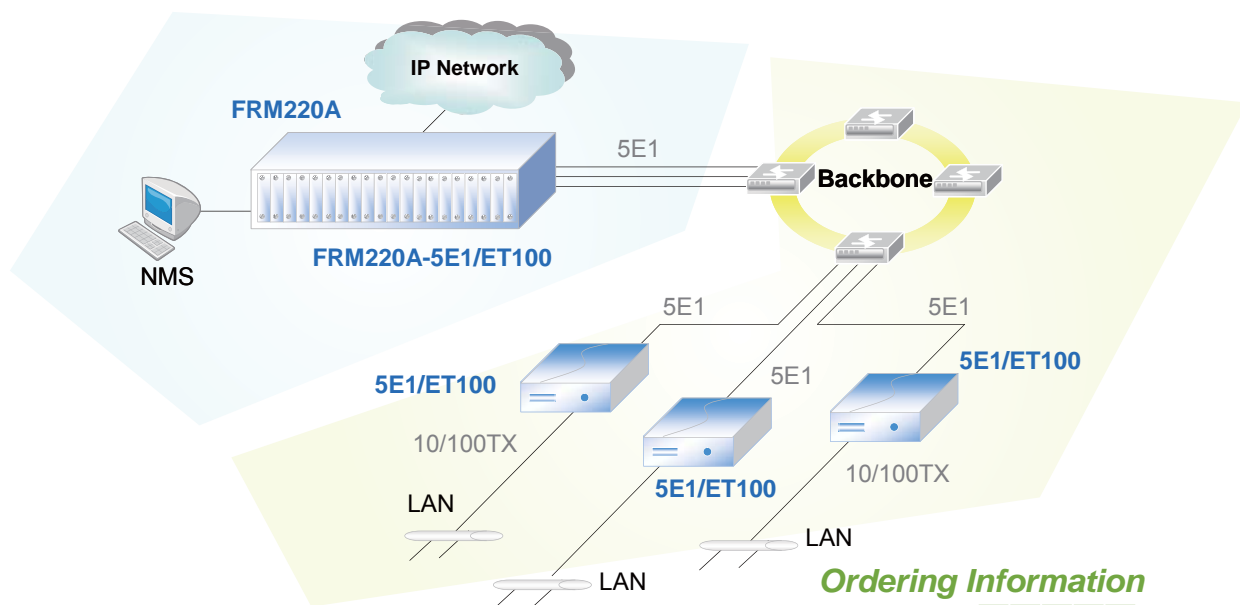 IP Network
FRM220A
5E1
Backbone
FRM220A-5E1/ET100
NMS
5E1
5E1
5E1/ET100
5E1
5E1/ET100
10/100TX
10/100TX
5E1/ET100
LAN
LAN
LAN
Ordering Information